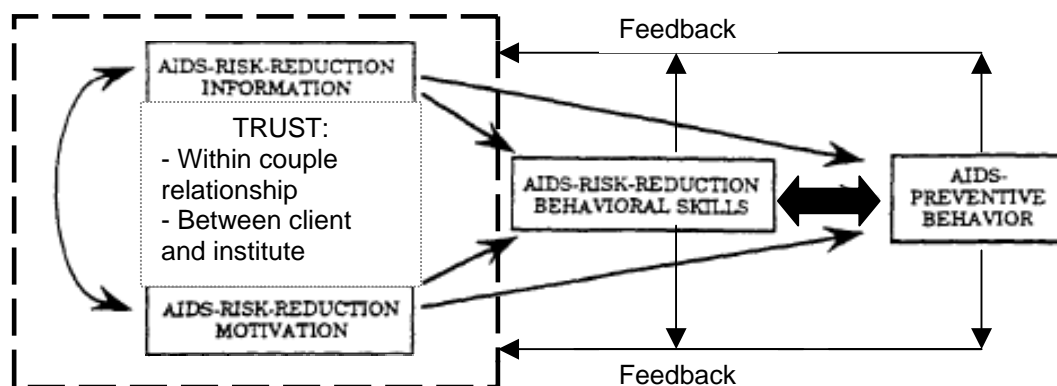 Feedback
AIDS-RISK-REDUCTION
INFORMATION
TRUST:
- Within couple
relationship
- Between client
and institute
AIDS-RISK-REDUCTION
BEHAVIORAL SKILLS
AIDS-
PREVENTIVE
BEHAVIOR
AIDS-RISK-REDUCTION
MOTIVATION
Feedback